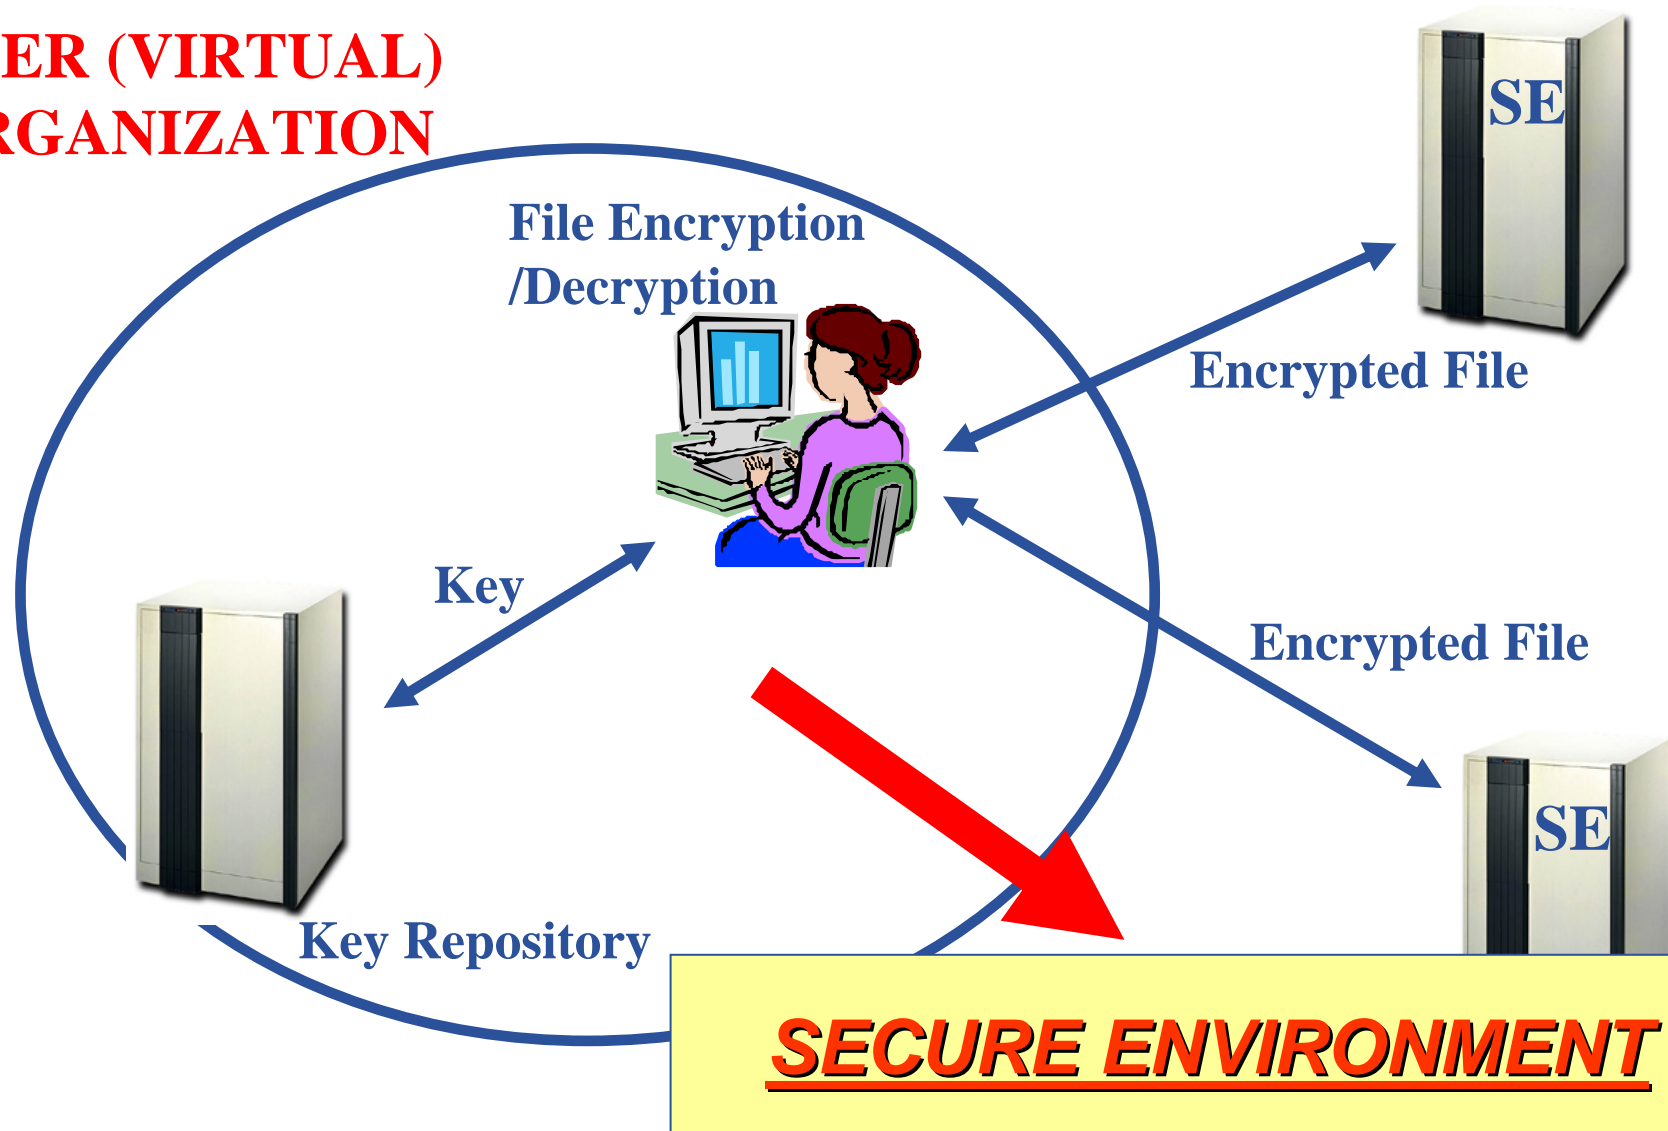 ER (VIRTUAL)
RGANIZATION
SE
File Encryption
/Decryption
Encrypted File
Key
Encrypted File
SE
Key Repository
SECURE ENVIRONMENT